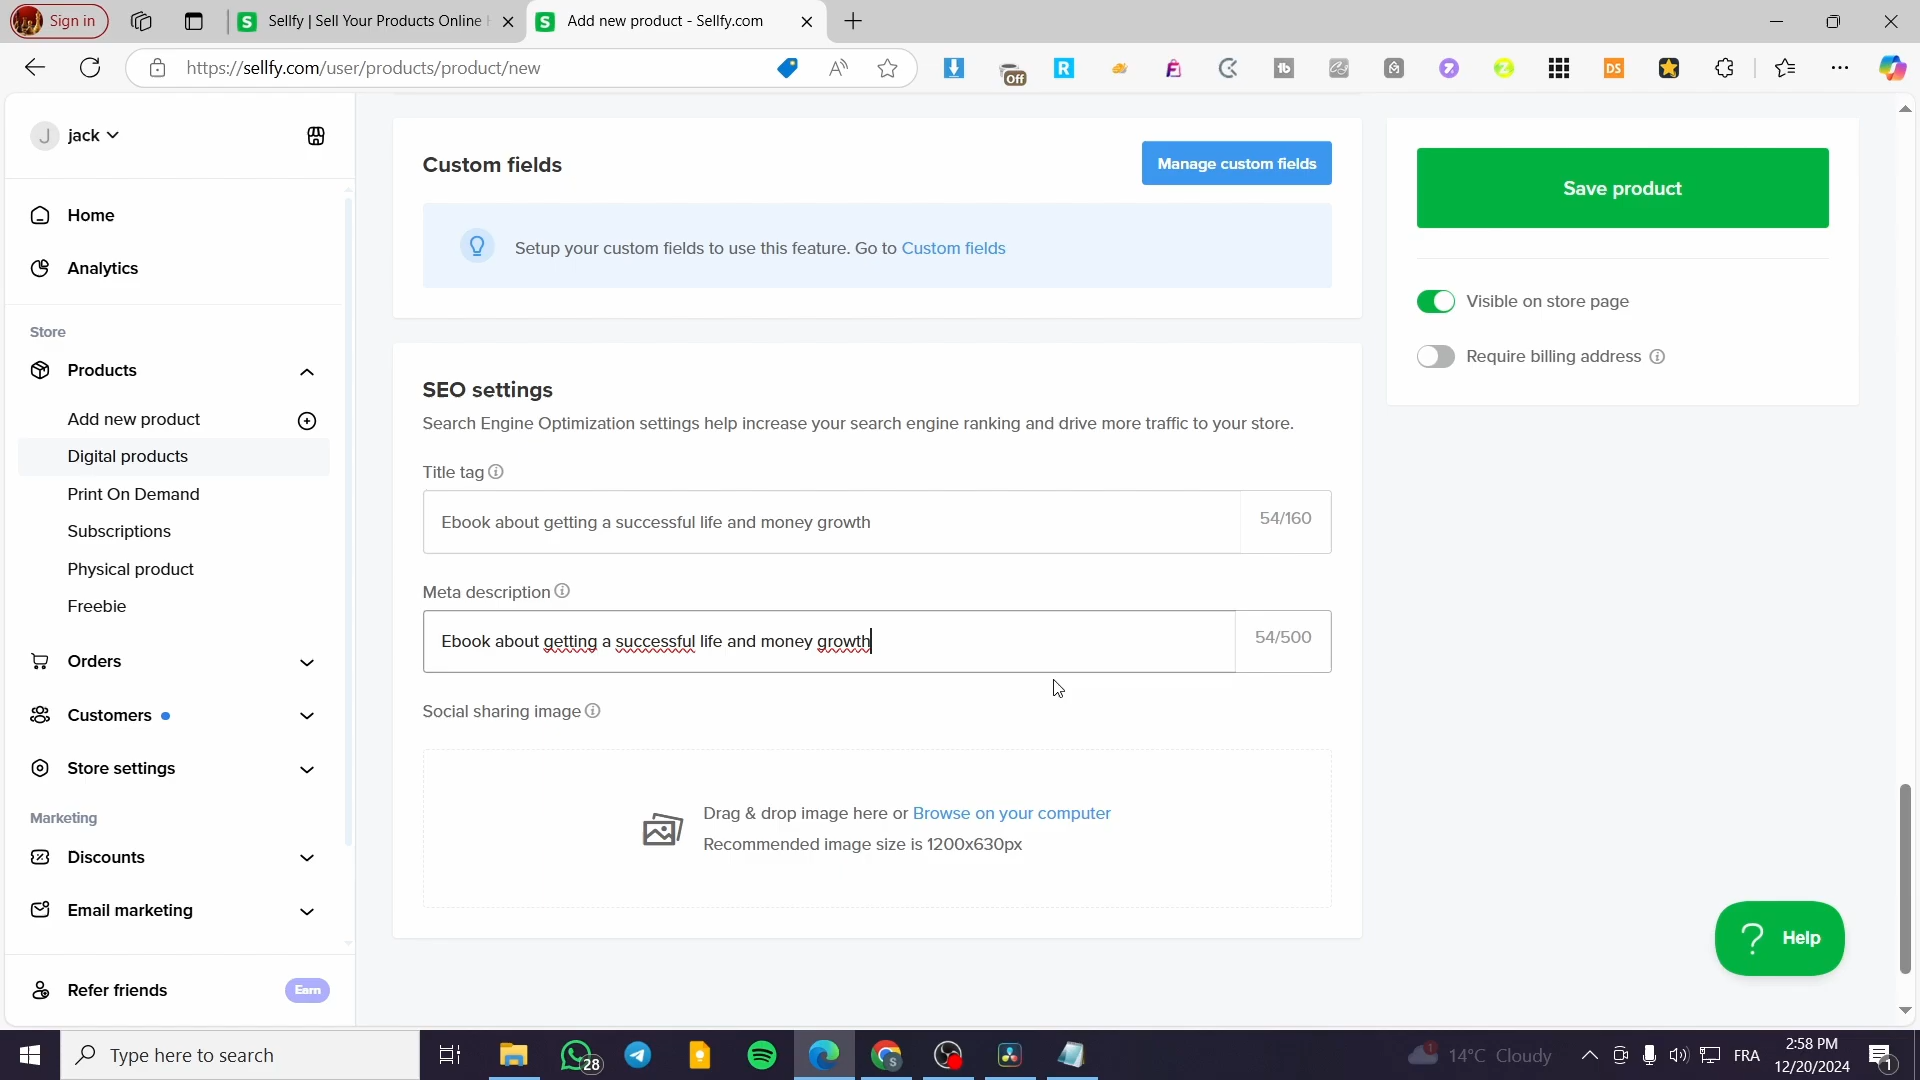 Sign in
Sellfy | Sell Your Products Online
Add new product - Sellfy.com
https://sellfy.com/user/products/product/new
Off
R
tb
DS
J jack
Home
Analytics
Store
Products
Add new product
Digital products
Print On Demand
Subscriptions
Physical product
Freebie
Orders
Customers
Store settings
Marketing
Discounts
Email marketing
Refer friends
Earn
Custom fields
Manage custom fields
Setup your custom fields to use this feature. Go to Custom fields
SEO settings
Search Engine Optimization settings help increase your search engine ranking and drive more traffic to your store.
Title tag
Ebook about getting a successful life and money growth
54/160
Meta description
Ebook about getting a successful life and money growth
54/500
Social sharing image
Drag & drop image here or Browse on your computer
Recommended image size is 1200x630px
Save product
Visible on store page
Require billing address
? Help
Type here to search
28
14°C Cloudy
FRA
2:58 PM
12/20/2024
1